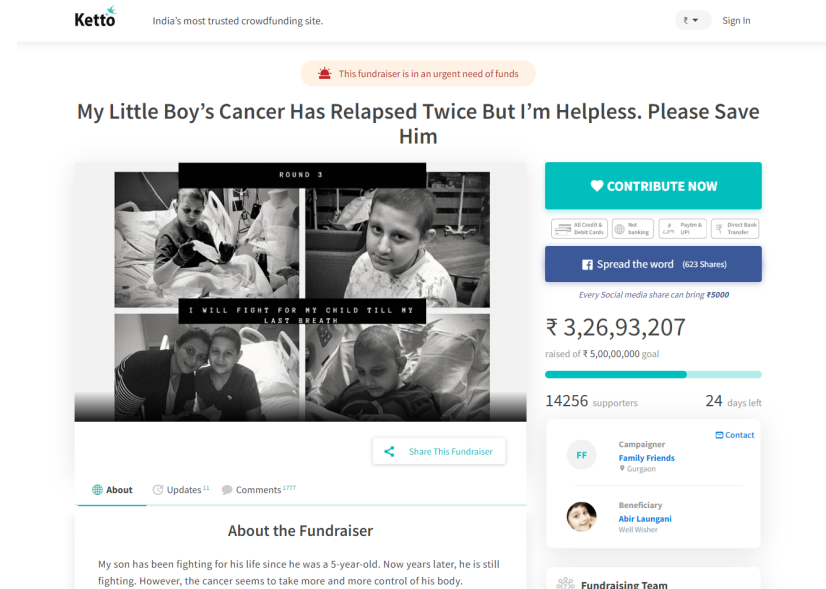 Ketto
India's most trusted crowdfunding site.
₹
Sign In
This fundraiser is in an urgent need of funds
My Little Boy's Cancer Has Relapsed Twice But I'm Helpless. Please Save
Him
ROUND 3
I WILL FIGHT FOR MY CHILD TILL MY
LAST BREATH
CONTRIBUTE NOW
All Credit &
Debit Cards
Net
banking
Paytm &
UPI
Direct Bank
Transfer
Spread the word (623 Shares)
Every Social media share can bring ₹5000
₹ 3,26,93,207
raised of ₹ 5,00,00,000 goal
14256 supporters
24 days left
Share This Fundraiser
Contact
FF
Campaigner
Family Friends
Gurgaon
Beneficiary
Abir Laungani
Well Wisher
About
Updates 11
Comments 1777
About the Fundraiser
My son has been fighting for his life since he was a 5-year-old. Now years later, he is still
fighting. However, the cancer seems to take more and more control of his body.
Fundraising Team